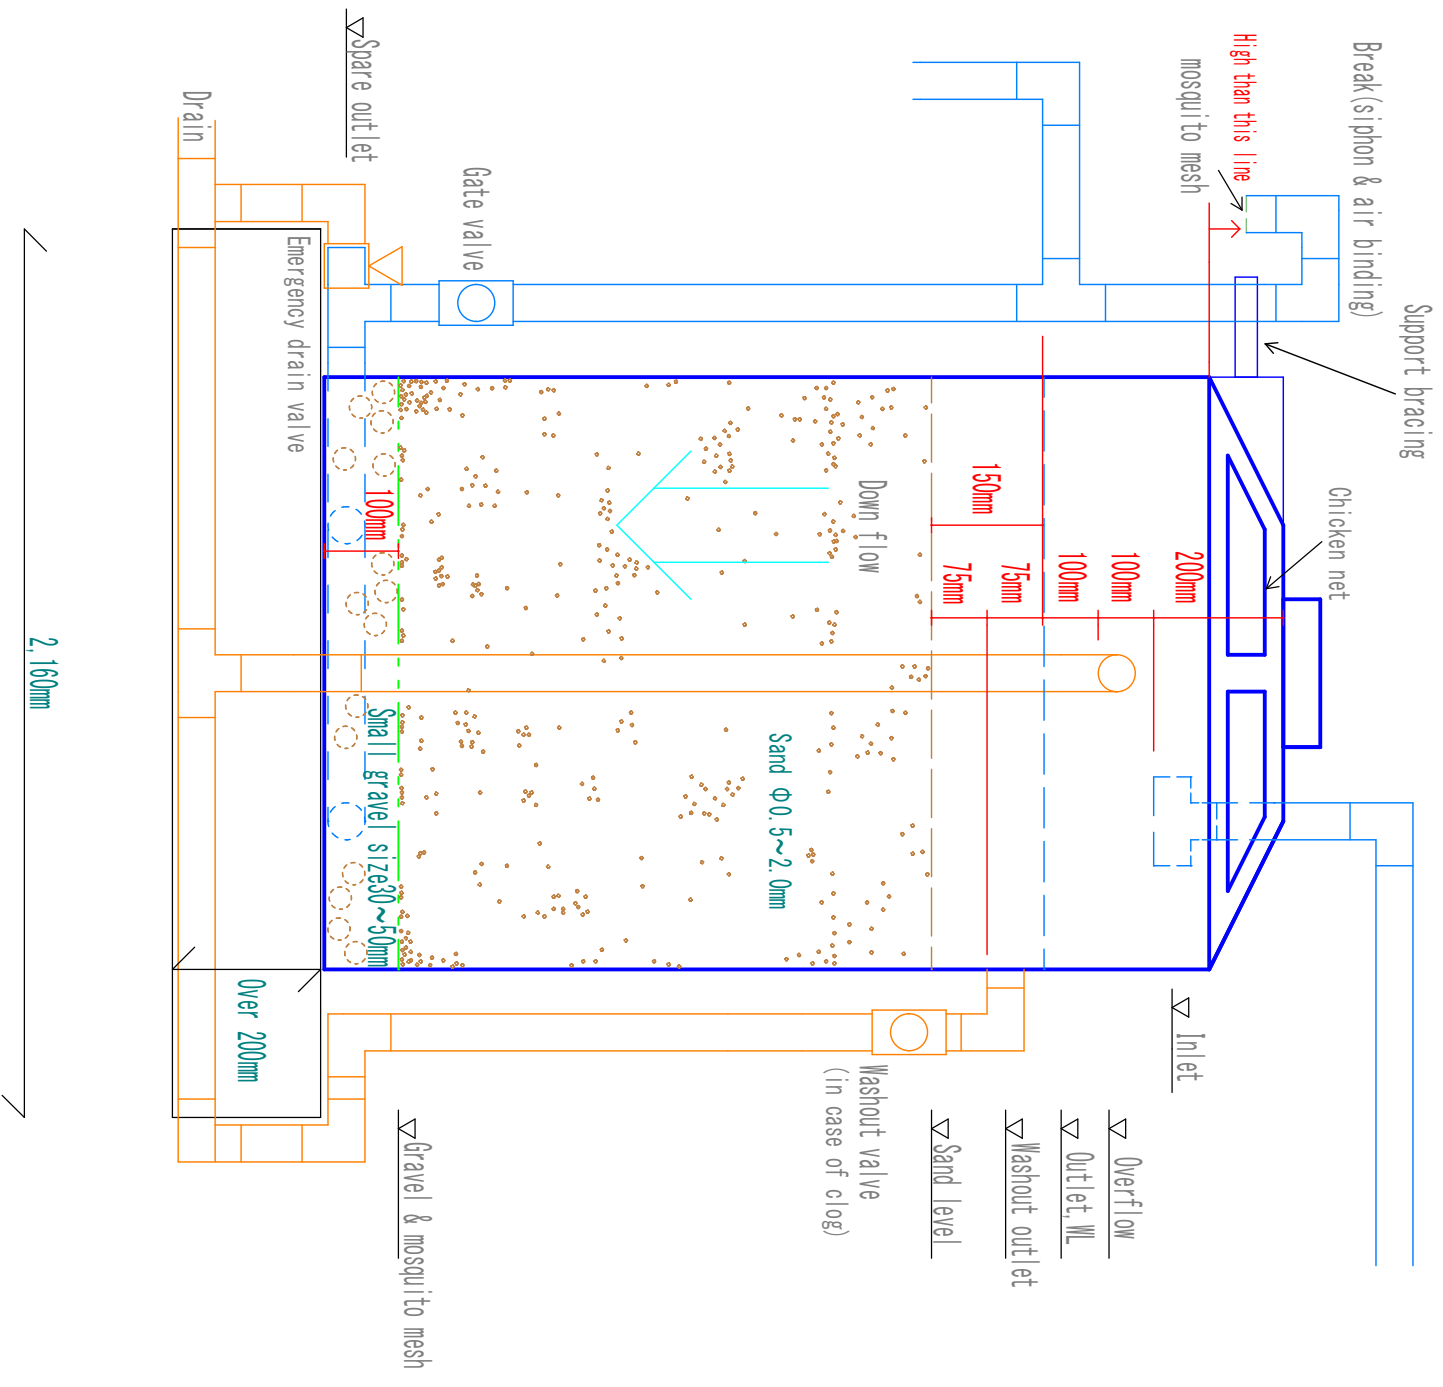 Support bracing
Break(siphon & air binding)
Chicken net
High than this line
mosquito mesh
Inlet
200mm
100mm
100mm
Overflow
Outlet,WL
Washout outlet
150mm
75mm
75mm
Sand level
Down flow
Washout valve
(in case of clog)
Sand Φ0.5~2.0mm
Gate valve
Gravel & mosquito mesh
Small gravel size30~50mm
100mm
Spare outlet
Emergency drain valve
Over 200mm
Drain
2,160mm